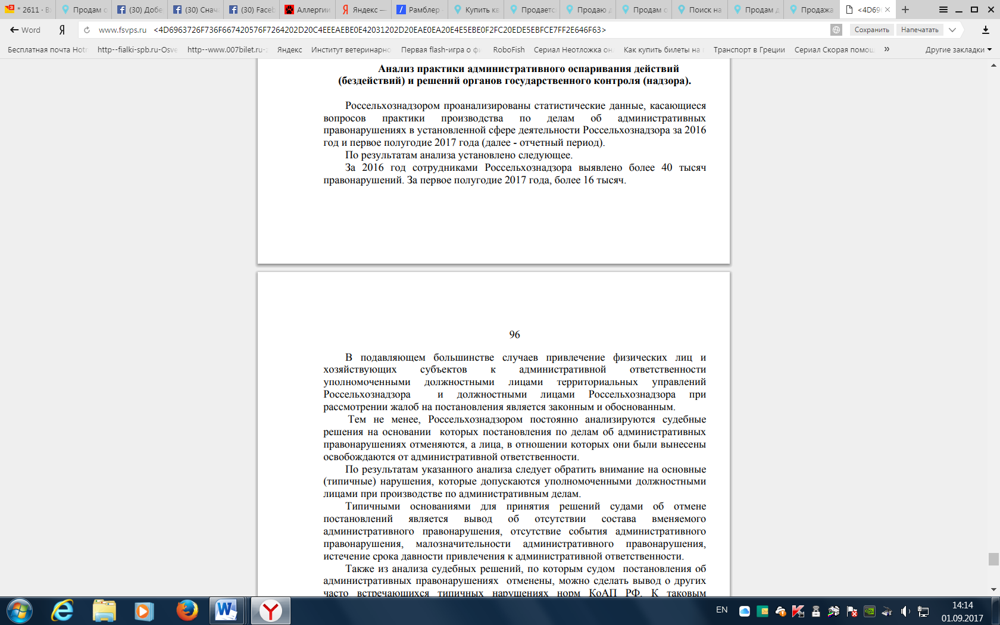 * 2611 · В
Продам с
(30) Добе
(30) Снач
(30) Faceb
Аллерги
Яндекс —
Рамблер
Купить кв
Продаетс
Продаю д
Продам о
Поиск на
Продам д
Продажа
<4D69
Word
www.fsvps.ru <4D6963726F736F667420576F7264202D20C4EEEAEBE0E42031202D20EAE0EA20E4E5EBE0F2FC20EDE5EBFCE7FF2E646F63>
Сохранить
Напечатать
Бесплатная почта Hotm
http--fialki-spb.ru-Osve
http--www.007bilet.ru-
Яндекс
Институт ветеринарно
Первая flash-игра о фи
RoboFish
Сериал Неотложка он
Как купить билеты на
Транспорт в Греции
Сериал Скорая помощ
»
Другие закладки
Анализ практики административного оспаривания действий
(бездействий) и решений органов государственного контроля (надзора).
Россельхознадзором проанализированы статистические данные, касающиеся
вопросов практики производства по делам об административных
правонарушениях в установленной сфере деятельности Россельхознадзора за 2016
год и первое полугодие 2017 года (далее - отчетный период).
По результатам анализа установлено следующее.
За 2016 год сотрудниками Россельхознадзора выявлено более 40 тысяч
правонарушений. За первое полугодие 2017 года, более 16 тысяч.
96
В подавляющем большинстве случаев привлечение физических лиц и
хозяйствующих субъектов к административной ответственности
уполномоченными должностными лицами территориальных управлений
Россельхознадзора и должностными лицами Россельхознадзора при
рассмотрении жалоб на постановления является законным и обоснованным.
Тем не менее, Россельхознадзором постоянно анализируются судебные
решения на основании которых постановления по делам об административных
правонарушениях отменяются, а лица, в отношении которых они были вынесены
освобождаются от административной ответственности.
По результатам указанного анализа следует обратить внимание на основные
(типичные) нарушения, которые допускаются уполномоченными должностными
лицами при производстве по административным делам.
Типичными основаниями для принятия решений судами об отмене
постановлений является вывод об отсутствии состава вменяемого
административного правонарушения, отсутствие события административного
правонарушения, малозначительности административного правонарушения,
истечение срока давности привлечения к административной ответственности.
Также из анализа судебных решений, по которым судом постановления об
административных правонарушениях отменены, можно сделать вывод о других
часто встречающихся типичных нарушениях норм КоАП РФ. К таковым
EN
14:14
01.09.2017